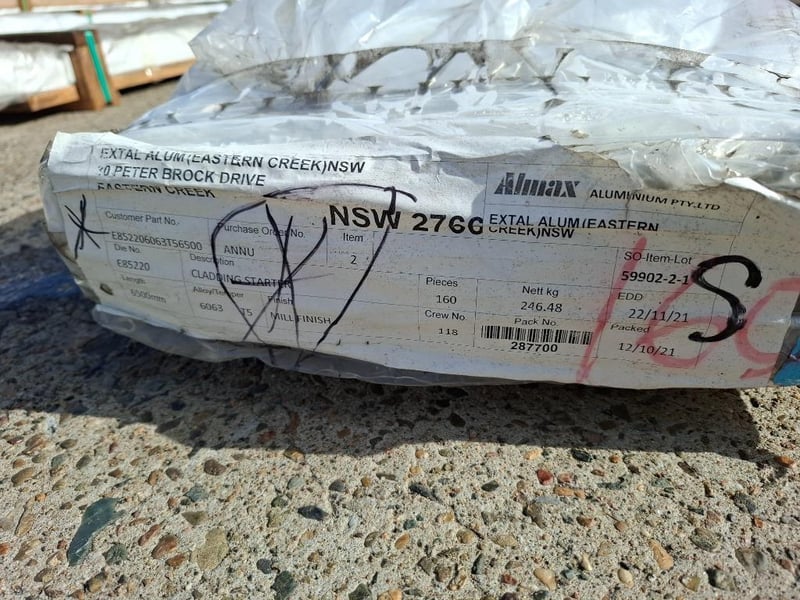 EXTAL ALUM(EASTERN CREEK)NSW
30 PETER BROCK DRIVE
EASTERN CREEK
NSW 2766
Almax ALUMINIUM PTY.LTD
EXTAL ALUM(EASTERN
CREEK)NSW
Customer Part No.
E852206063T56500
Purchase Order No.
ANNU
Item
2
SO-Item-Lot
59902-2-1
Die No
E85220
Description
CLADDING STARTER
Pieces
160
Nett kg
246.48
EDD
22/11/21
Length
6500mm
Alloy/Temper
6063 T5
Finish
MILL FINISH
Crew No
118
Pack No
287700
Packed
12/10/21
S
160